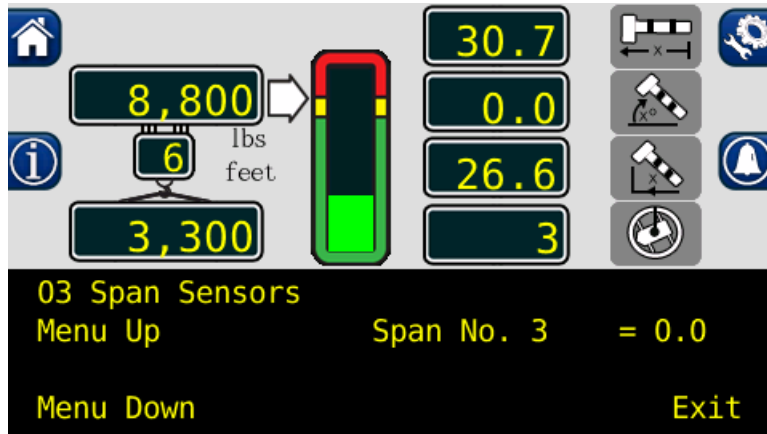 30.7
8,800
0.0
lbs
6
feet
26.6
3,300
3
03 Span Sensors
Menu Up Span No. 3 = 0.0
Menu Down Exit